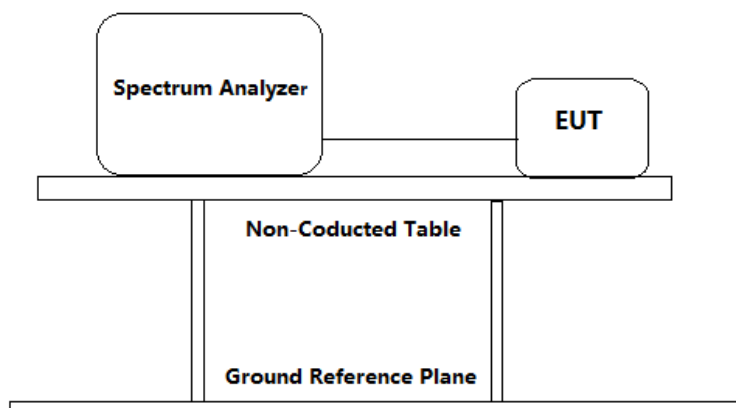 Spectrum Analyzer
EUT
Non-Coducted Table
Ground Reference Plane